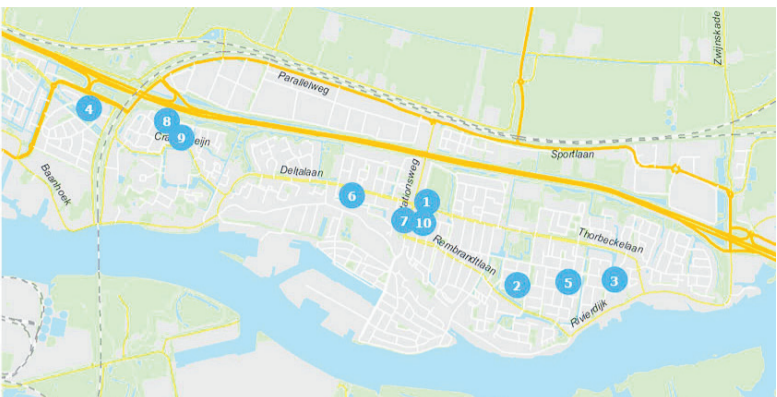 Zwijnskade
Parallelweg
4
8
9
Sportlaan
Baanhoek
Deltalaan
6
1
7
10
Rembrandtlaan
Thorbeckelaan
2
5
3
Rivierdijk